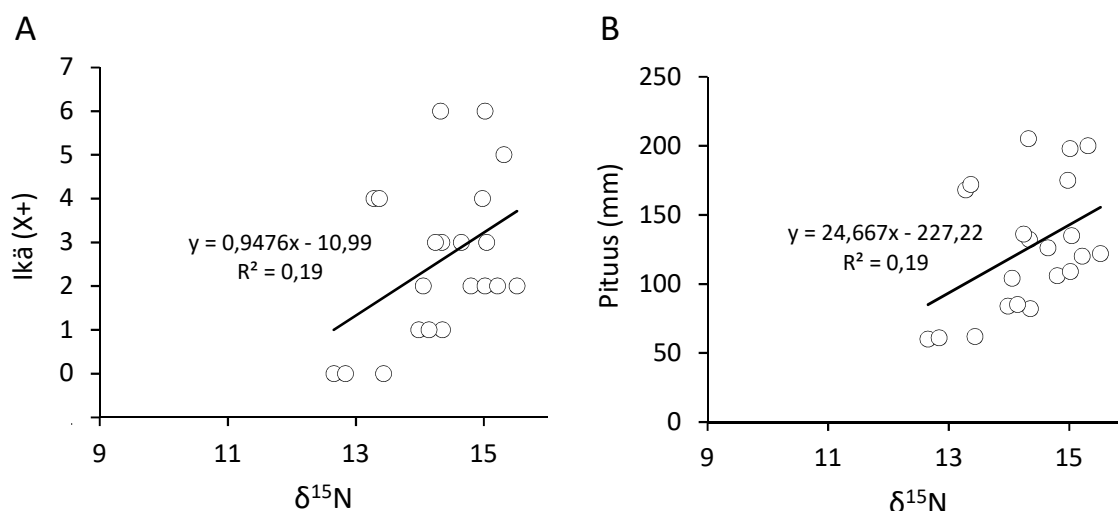 A
Ikä (X+)
7
6
5
4
3
2
1
0
y = 0,9476x - 10,99
R² = 0,19
9 11 13 15
δ¹⁵N
B
Pituus (mm)
250
200
150
100
50
0
y = 24,667x - 227,22
R² = 0,19
9 11 13 15
δ¹⁵N